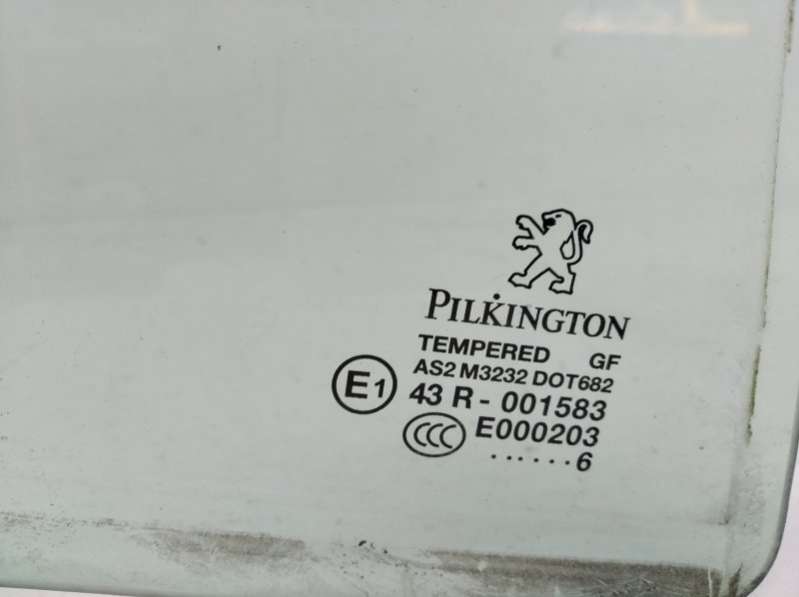 PILKINGTON
TEMPERED GF
AS2 M3232 DOT682
E1 43 R - 001583
CCC E000203
......6